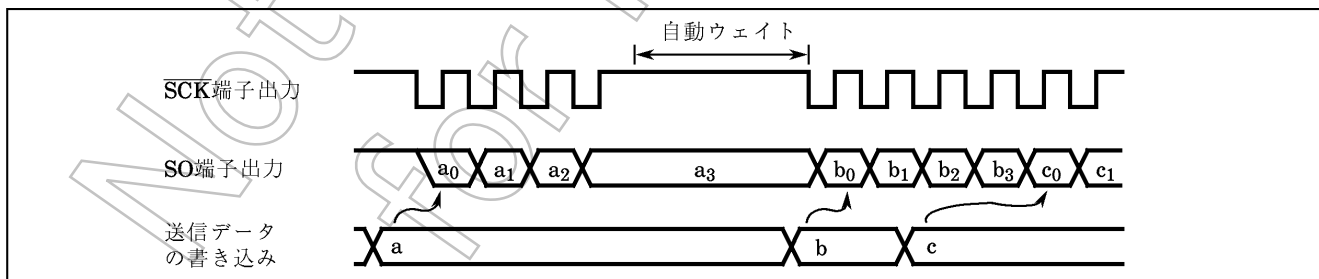 自動ウェイト
SCK端子出力
SO端子出力
a0 a1 a2 a3 b0 b1 b2 b3 c0 c1
送信データ
の書き込み
a b c
Not
for